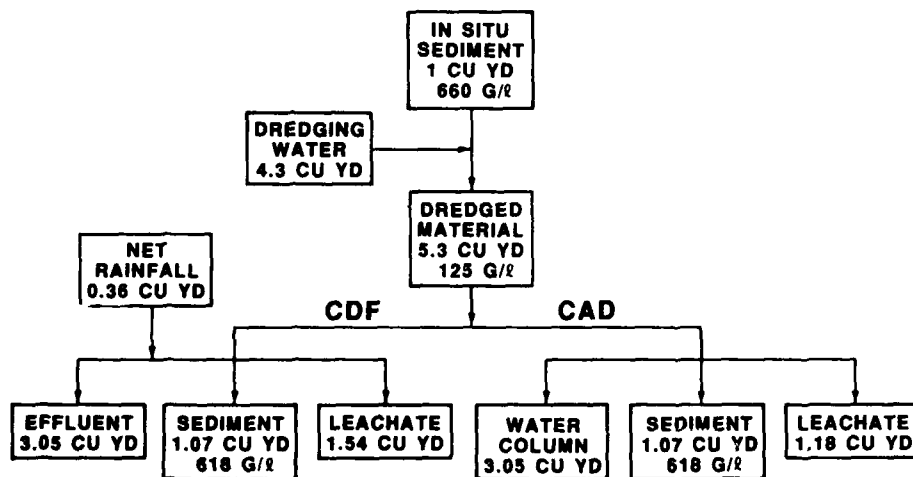 IN SITU
SEDIMENT
1 CU YD
660 G/ℓ
DREDGING
WATER
4.3 CU YD
DREDGED
MATERIAL
5.3 CU YD
125 G/ℓ
NET
RAINFALL
0.36 CU YD
CDF
CAD
EFFLUENT
3.05 CU YD
SEDIMENT
1.07 CU YD
618 G/ℓ
LEACHATE
1.54 CU YD
WATER
COLUMN
3.05 CU YD
SEDIMENT
1.07 CU YD
618 G/ℓ
LEACHATE
1.18 CU YD